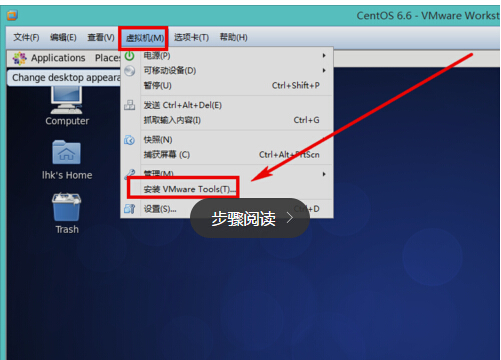 CentOS 6.6 - VMware Workst
文件(F) 编辑(E) 查看(V) 虚拟机(M) 选项卡(T) 帮助(H)
Applications Places
Change desktop appeara
电源(P)
可移动设备(D)
暂停(U) Ctrl+Shift+P
发送 Ctrl+Alt+Del(E)
抓取输入内容(I) Ctrl+G
快照(N)
捕获屏幕 (C) Ctrl+Alt+PrtScn
管理(M)
安装 VMware Tools(T)...
设置(S)... +D
步骤阅读
Computer
lhk's Home
Trash